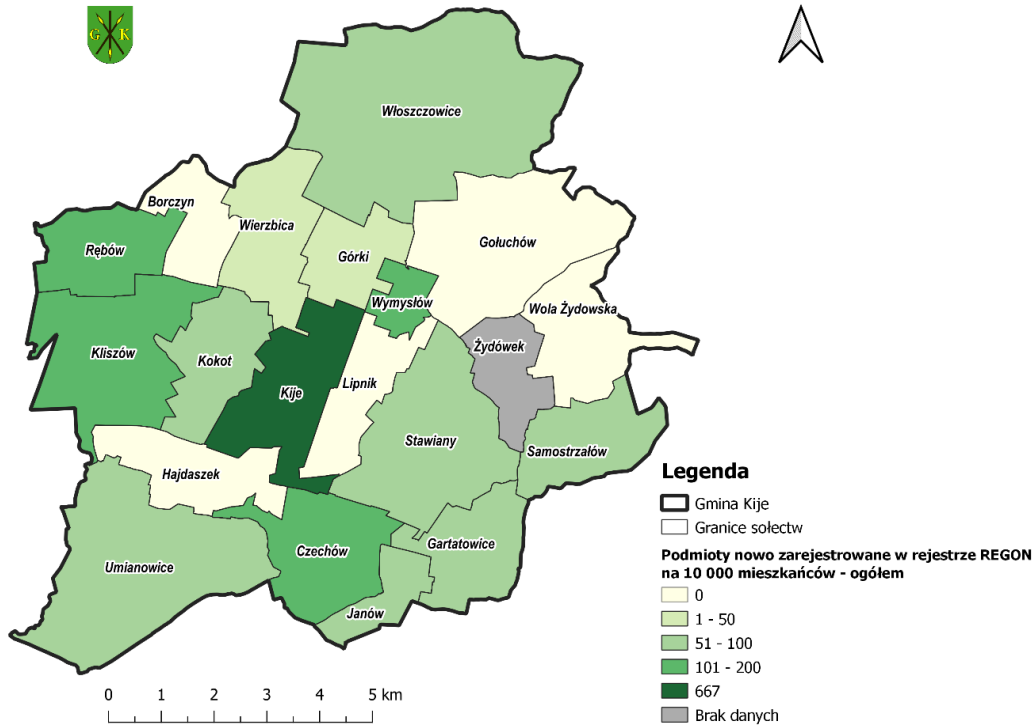 G K
Włoszczowice
Borczyn
Wierzbica
Gołuchów
Rębów
Górki
Wymysłów
Wola Żydowska
Żydówek
Kliszów
Kokot
Lipnik
Kije
Stawiany
Samostrzałów
Hajdaszek
Gartatowice
Czechów
Umianowice
Janów
Legenda
Gmina Kije
Granice sołectw
Podmioty nowo zarejestrowane w rejestrze REGON
na 10 000 mieszkańców - ogółem
0
1 - 50
51 - 100
101 - 200
667
Brak danych
0 1 2 3 4 5 km